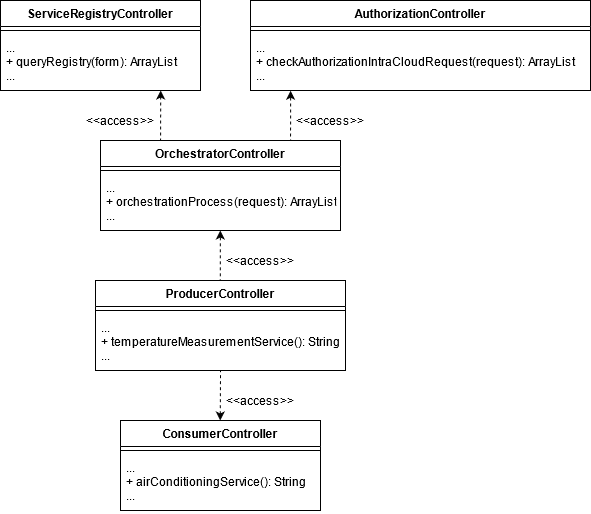 ServiceRegistryController
...
+ queryRegistry(form): ArrayList
...
AuthorizationController
...
+ checkAuthorizationIntraCloudRequest(request): ArrayList
...
<<access>>
<<access>>
OrchestratorController
...
+ orchestrationProcess(request): ArrayList
...
<<access>>
ProducerController
...
+ temperatureMeasurementService(): String
...
<<access>>
ConsumerController
...
+ airConditioningService(): String
...